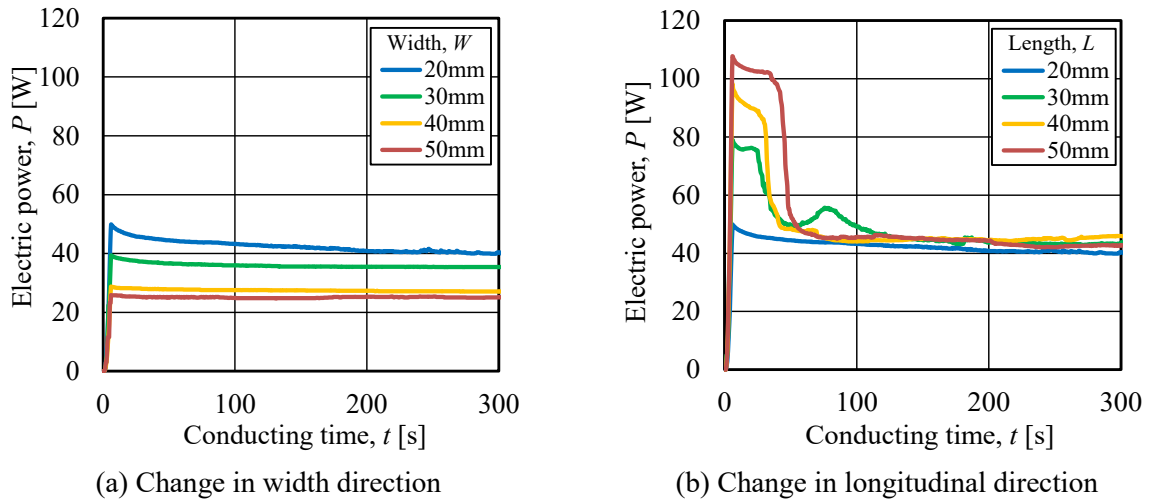 120
100
80
60
40
20
0
Electric power, P [W]
Width, W
20mm
30mm
40mm
50mm
0
100
200
300
Conducting time, t [s]
(a) Change in width direction
120
100
80
60
40
20
0
Electric power, P [W]
Length, L
20mm
30mm
40mm
50mm
0
100
200
300
Conducting time, t [s]
(b) Change in longitudinal direction